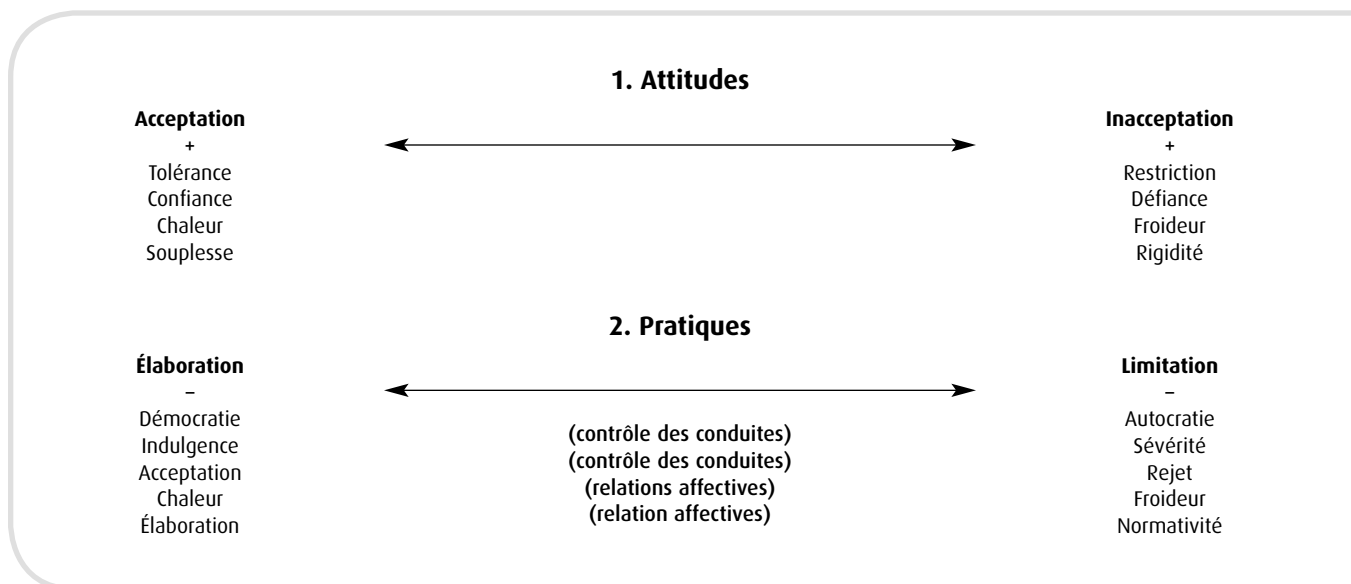 1. Attitudes
Acceptation
+
Tolérance
Confiance
Chaleur
Souplesse
Inacceptation
+
Restriction
Défiance
Froideur
Rigidité
2. Pratiques
Élaboration
–
Démocratie
Indulgence
Acceptation
Chaleur
Élaboration
(contrôle des conduites)
(contrôle des conduites)
(relations affectives)
(relation affectives)
Limitation
–
Autocratie
Sévérité
Rejet
Froideur
Normativité